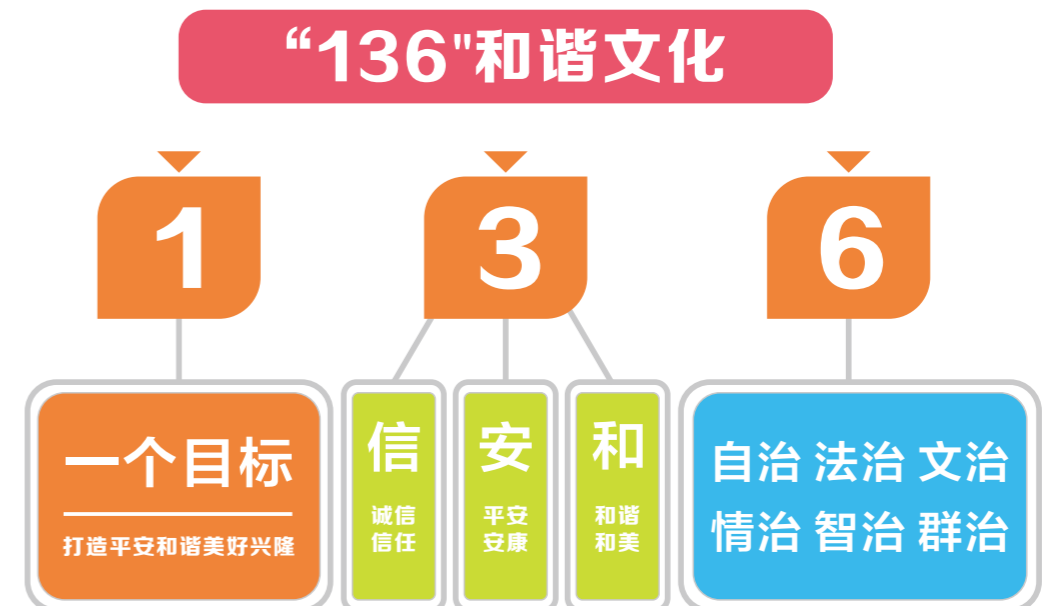 “136"和谐文化
1
3
6
一个目标
打造平安和谐美好兴隆
信
诚信
信任
安
平安
安康
和
和谐
和美
自治 法治 文治
情治 智治 群治